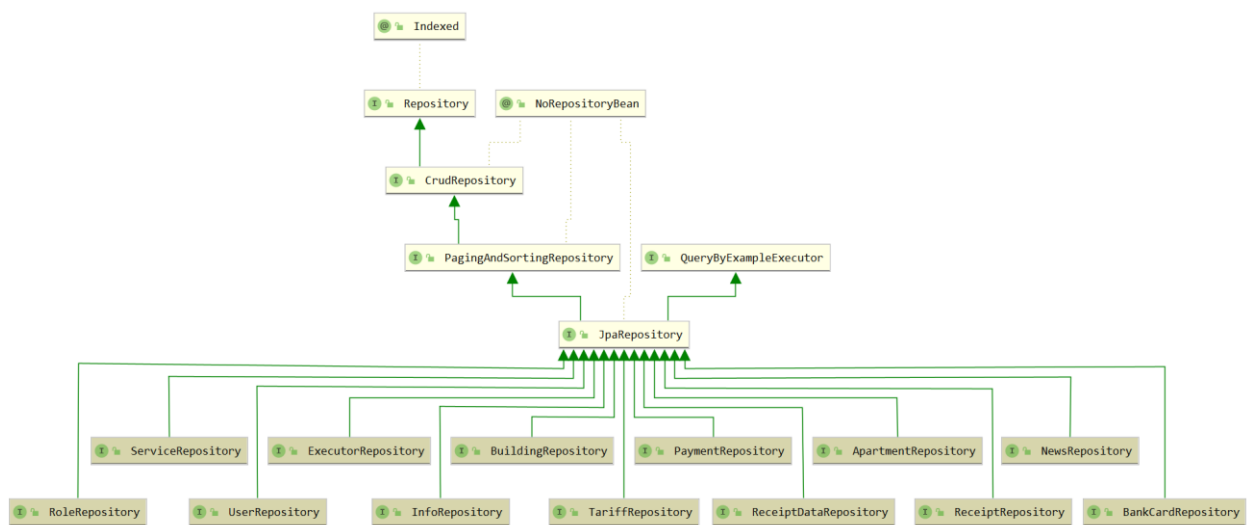 @ Indexed
I Repository
@ NoRepositoryBean
I CrudRepository
I PagingAndSortingRepository
I QueryByExampleExecutor
I JpaRepository
I ServiceRepository
I ExecutorRepository
I BuildingRepository
I PaymentRepository
I ApartmentRepository
I NewsRepository
I RoleRepository
I UserRepository
I InfoRepository
I TariffRepository
I ReceiptDataRepository
I ReceiptRepository
I BankCardRepository